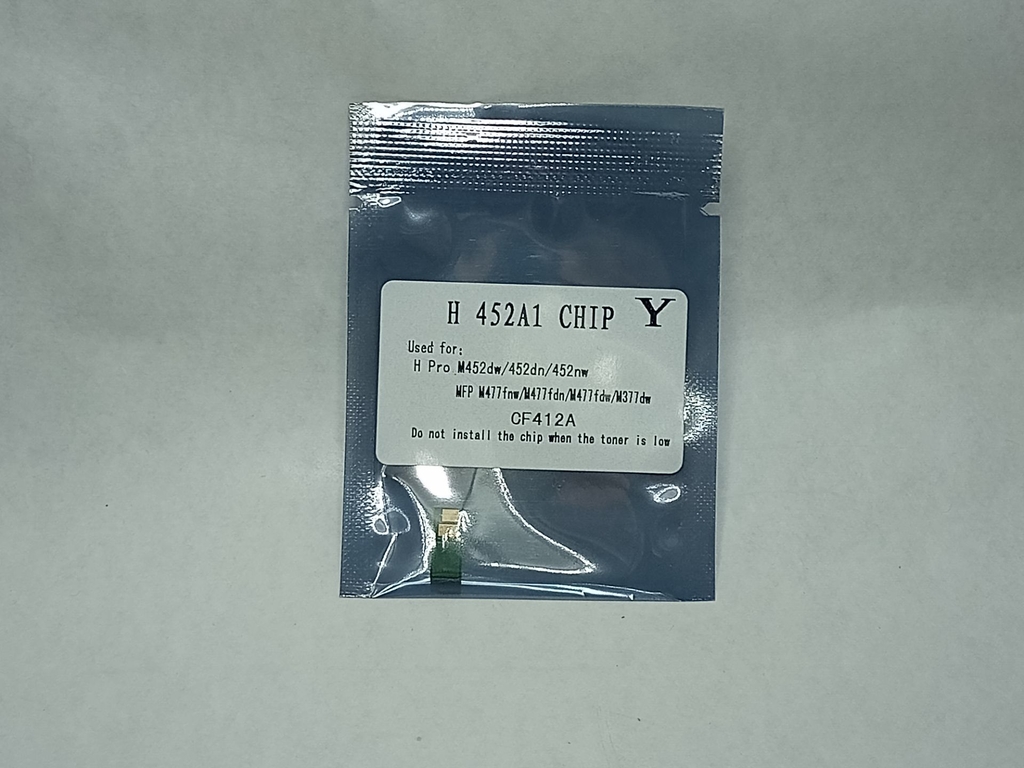 H 452A1 CHIP Y
Used for:
H Pro M452dw/452dn/452nw
MFP M477fnw/M477fdn/M477fdw/M377dw
CF412A
Do not install the chip when the toner is low